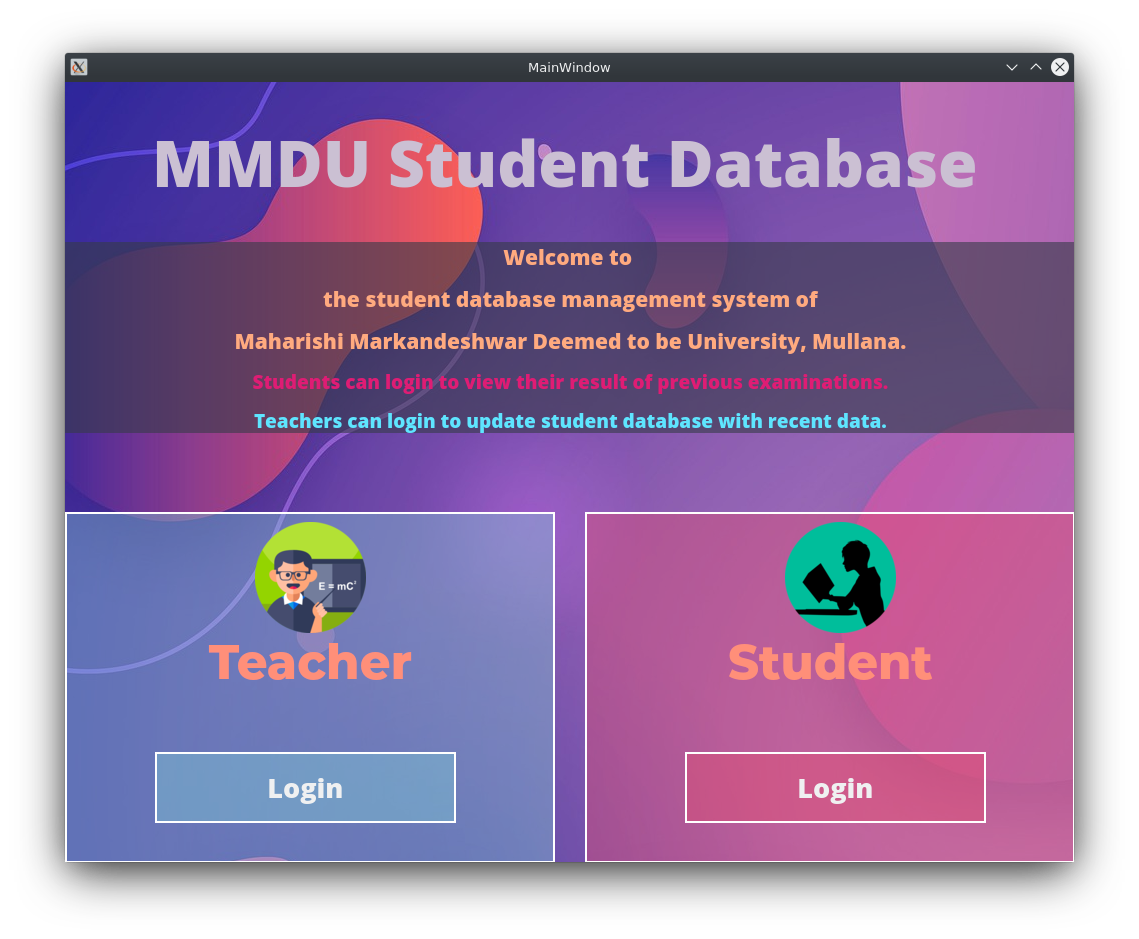 MainWindow
MMDU Student Database
Welcome to
the student database management system of
Maharishi Markandeshwar Deemed to be University, Mullana.
Students can login to view their result of previous examinations.
Teachers can login to update student database with recent data.
E = mC²
Teacher
Login
Student
Login